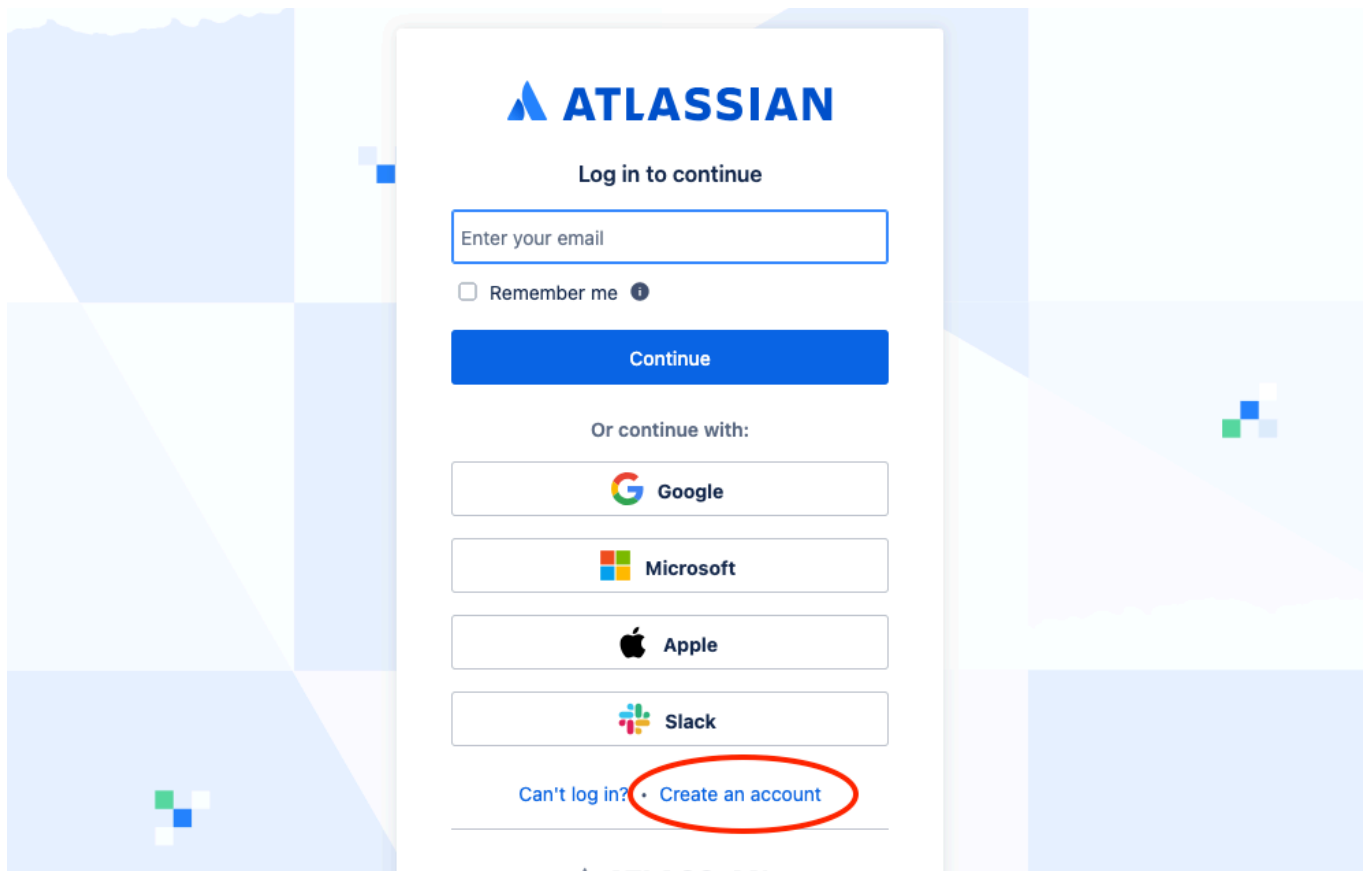 ATLASSIAN
Log in to continue
Enter your email
Remember me
Continue
Or continue with:
Google
Microsoft
Apple
Slack
Can't log in? • Create an account